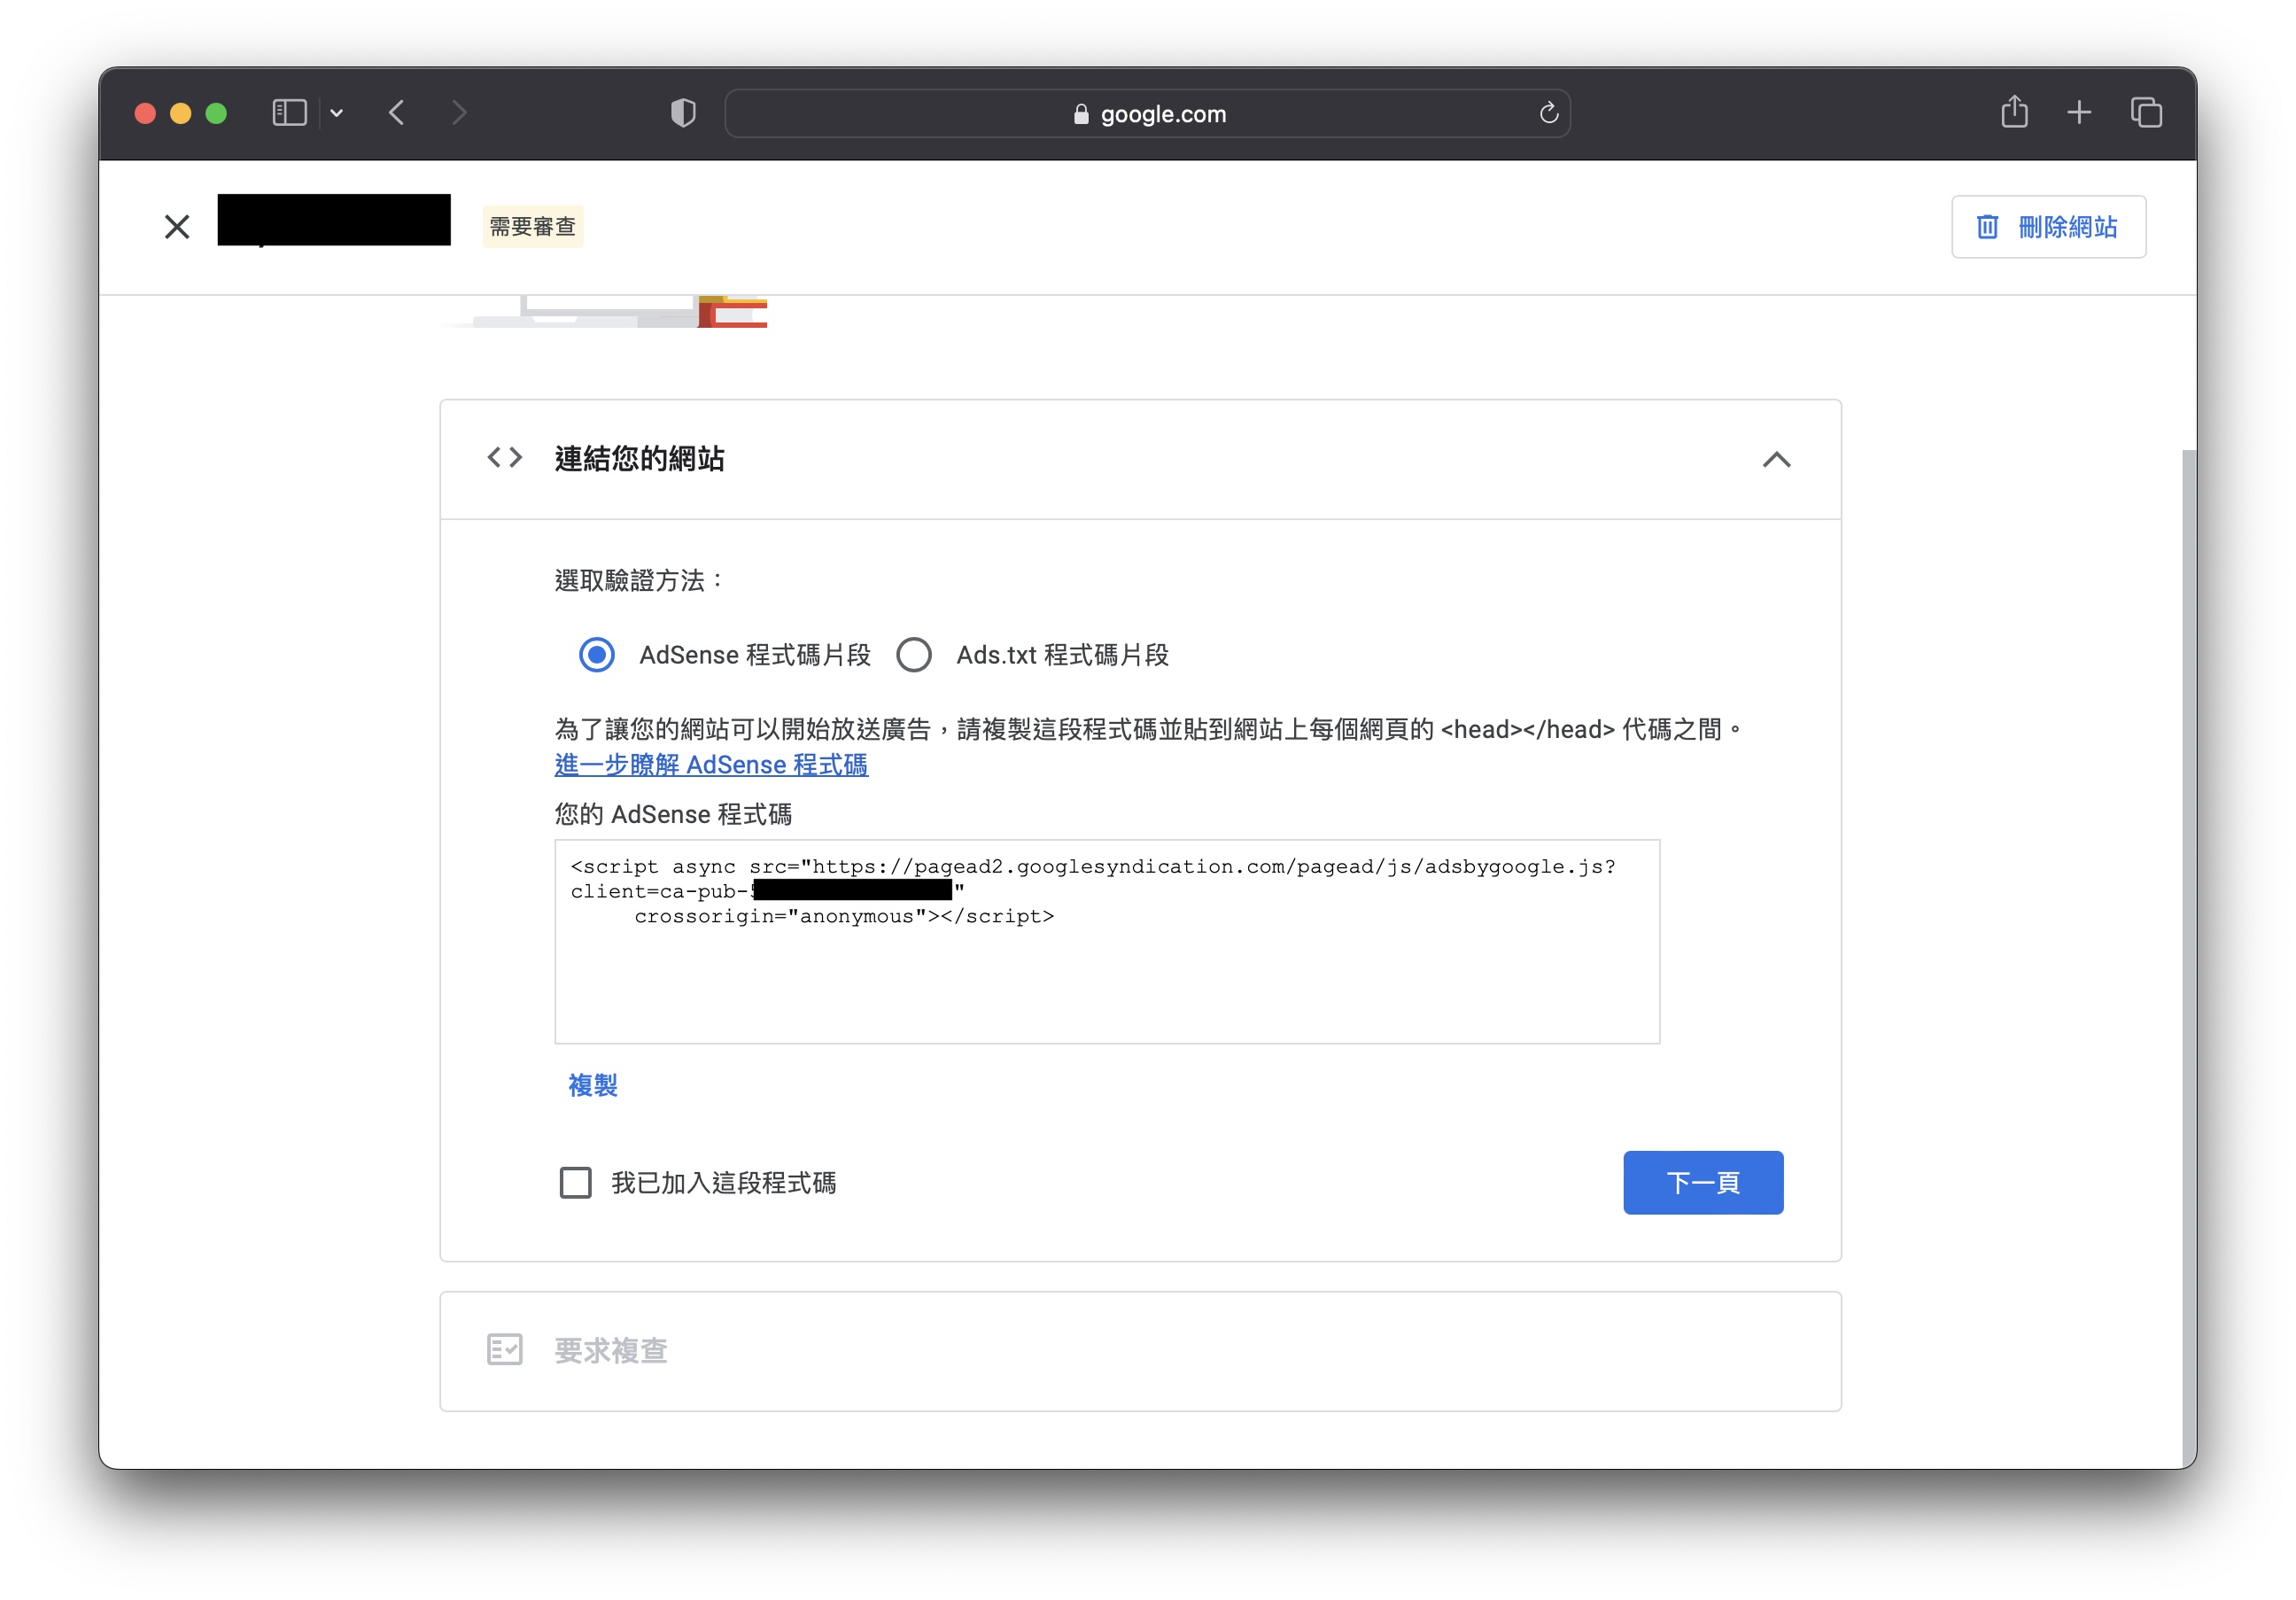 google.com
需要審查
刪除網站
連結您的網站
選取驗證方法：
AdSense 程式碼片段 Ads.txt 程式碼片段
為了讓您的網站可以開始放送廣告，請複製這段程式碼並貼到網站上每個網頁的 <head></head> 代碼之間。
進一步瞭解 AdSense 程式碼
您的 AdSense 程式碼
<script async src="https://pagead2.googlesyndication.com/pagead/js/adsbygoogle.js?
client=ca-pub-"
crossorigin="anonymous"></script>
複製
我已加入這段程式碼
下一頁
要求複查